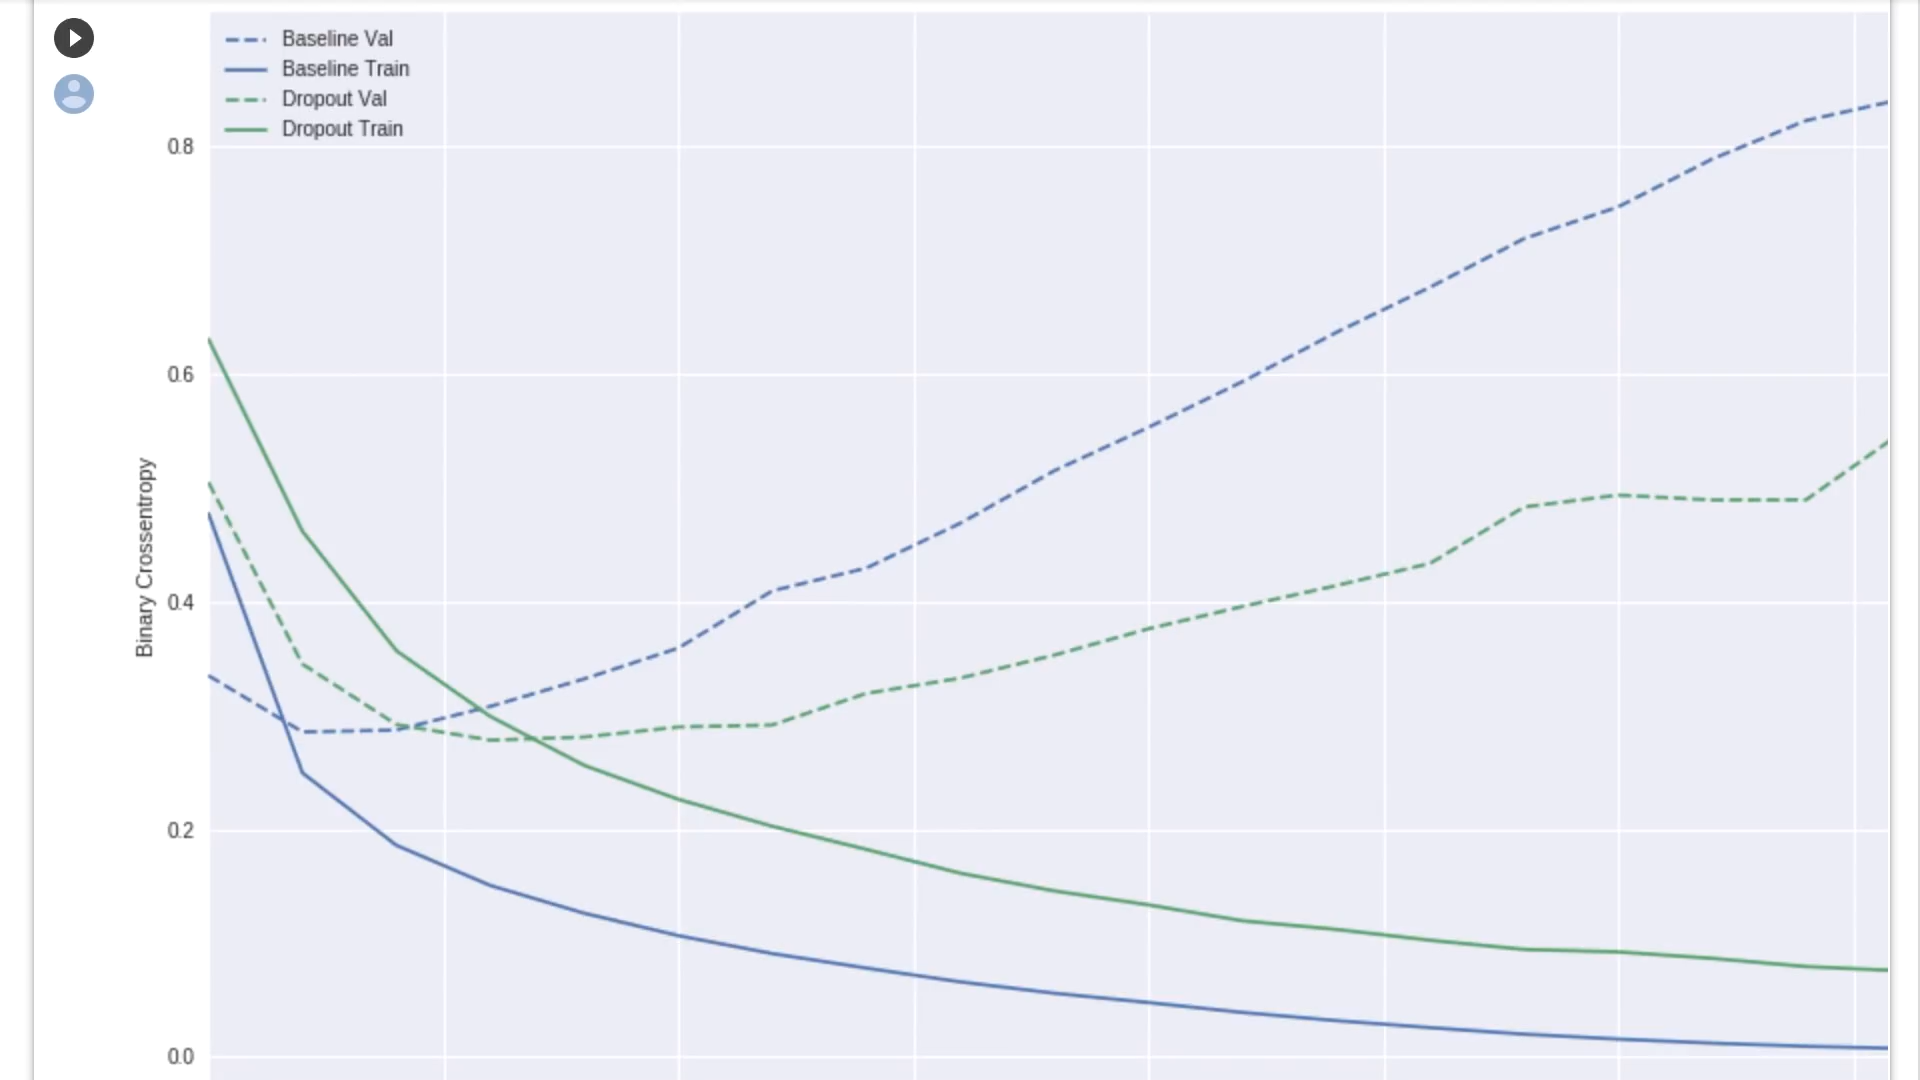 Baseline Val
Baseline Train
Dropout Val
Dropout Train
0.8
0.6
0.4
0.2
0.0
Binary Crossentropy